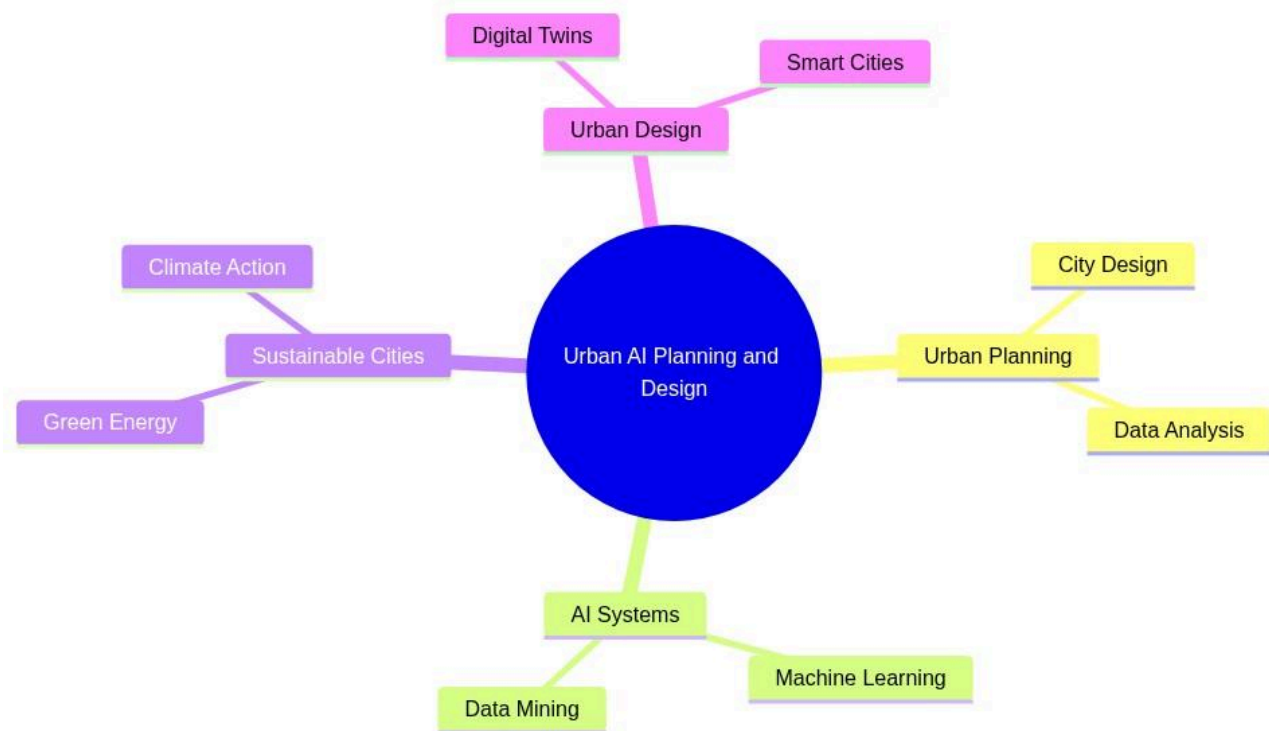 Digital Twins
Smart Cities
Urban Design
Climate Action
City Design
Sustainable Cities
Urban AI Planning and
Design
Urban Planning
Green Energy
Data Analysis
AI Systems
Machine Learning
Data Mining